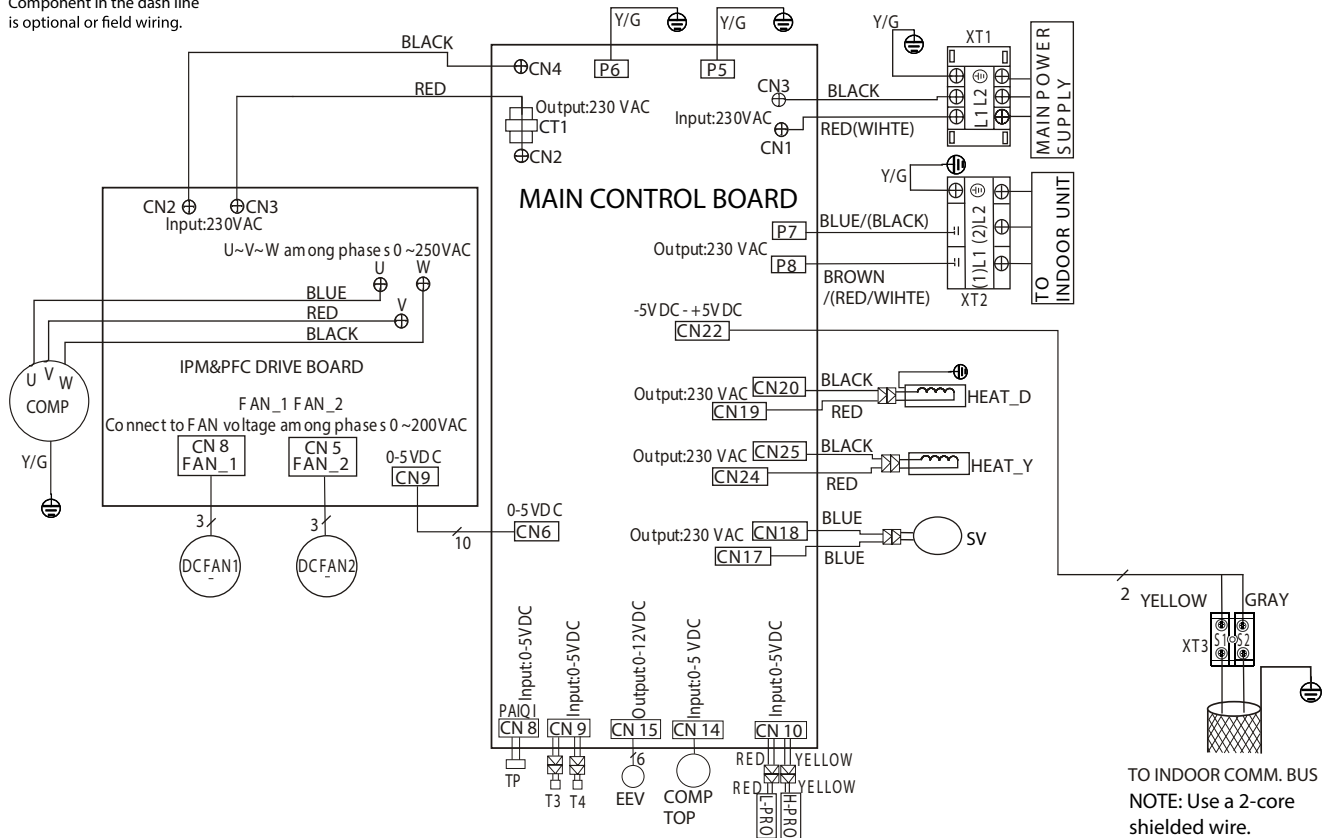 Component in the dash line
is optional or field wiring.
Y/G
Y/G
Y/G
XT1
BLACK
CN4
P6
P5
CN3
BLACK
L1 L2
MAIN POWER
SUPPLY
RED
Output:230 VAC
CT1
Input:230VAC
RED(WIHTE)
CN1
CN2
Y/G
MAIN CONTROL BOARD
CN2
CN3
Input:230VAC
BLUE/(BLACK)
P7
Output:230 VAC
P8
BROWN
/(RED/WIHTE)
(1)L1 (2)L2
XT2
TO
INDOOR UNIT
U~V~W among phases 0 ~250VAC
U
W
V
BLUE
RED
BLACK
-5VDC - +5VDC
CN22
U V W
COMP
Y/G
IPM&PFC DRIVE BOARD
FAN_1 FAN_2
Connect to FAN voltage among phases 0 ~200VAC
CN 8
FAN_1
CN 5
FAN_2
0-5VDC
CN9
Output:230 VAC
CN20
BLACK
CN19
RED
HEAT_D
Output:230 VAC
CN25
BLACK
CN24
RED
HEAT_Y
3
3
10
DCFAN1
DCFAN2
0-5VDC
CN6
Output:230 VAC
CN18
BLUE
CN17
BLUE
SV
2
YELLOW
GRAY
XT3
S1
S2
PAIQI
Input:0-5VDC
Input:0-5VDC
Output:0-12VDC
Input:0-5 VDC
Input:0-5VDC
CN 8
CN 9
CN 15
CN 14
CN 10
TP
T3
T4
6
EEV
COMP
TOP
RED
YELLOW
RED
YELLOW
L-PRO
H-PRO
TO INDOOR COMM. BUS
NOTE: Use a 2-core
shielded wire.